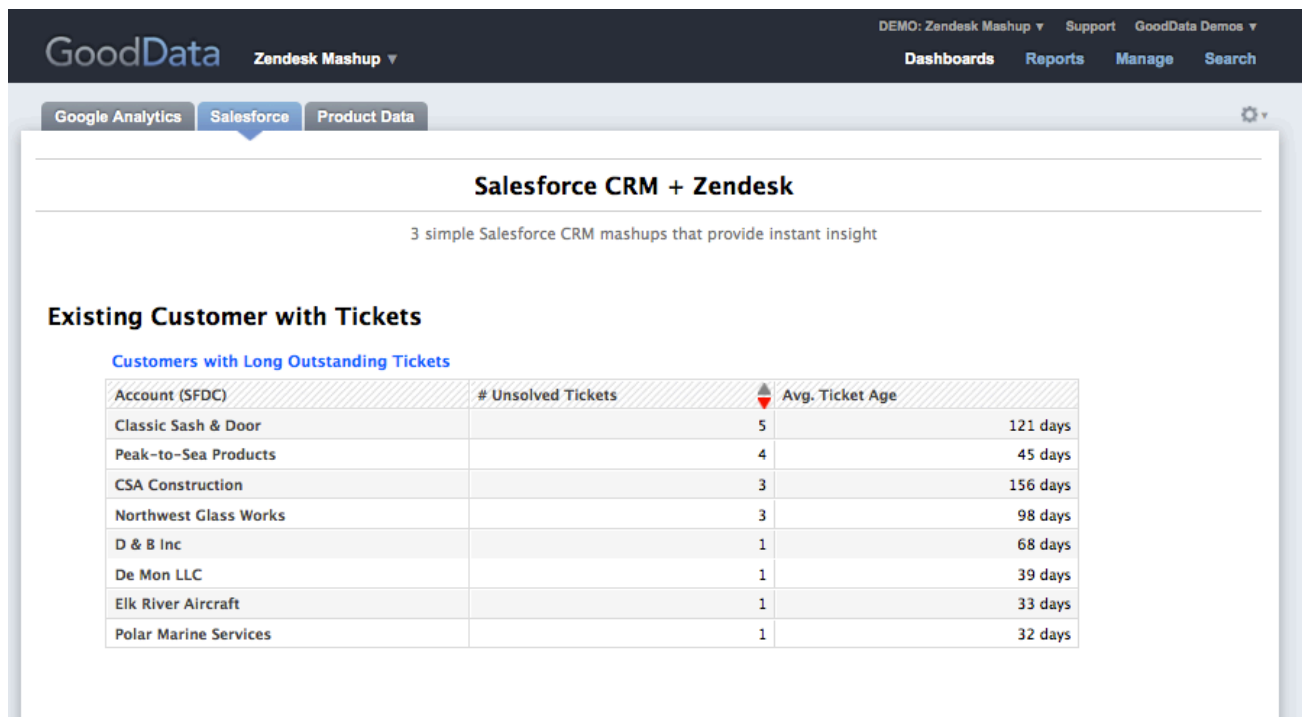 DEMO: Zendesk Mashup ▼ Support GoodData Demos ▼
GoodData Zendesk Mashup ▼ Dashboards Reports Manage Search
Google Analytics Salesforce Product Data
Salesforce CRM + Zendesk
3 simple Salesforce CRM mashups that provide instant insight
Existing Customer with Tickets
Customers with Long Outstanding Tickets
Account (SFDC) # Unsolved Tickets Avg. Ticket Age
Classic Sash & Door 5 121 days
Peak-to-Sea Products 4 45 days
CSA Construction 3 156 days
Northwest Glass Works 3 98 days
D & B Inc 1 68 days
De Mon LLC 1 39 days
Elk River Aircraft 1 33 days
Polar Marine Services 1 32 days